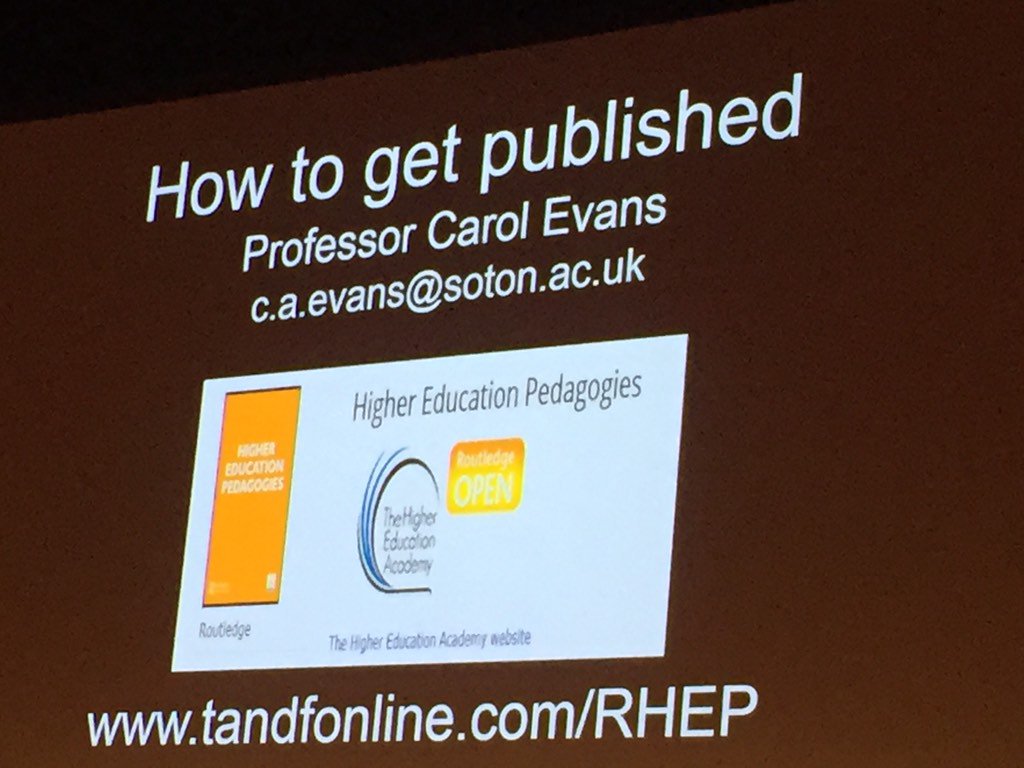 How to get published
Professor Carol Evans
c.a.evans@soton.ac.uk
Higher Education Pedagogies
HIGHER
EDUCATION
PEDAGOGIES
Routledge
OPEN
The Higher
Education
Academy
Routledge
The Higher Education Academy website
www.tandfonline.com/RHEP